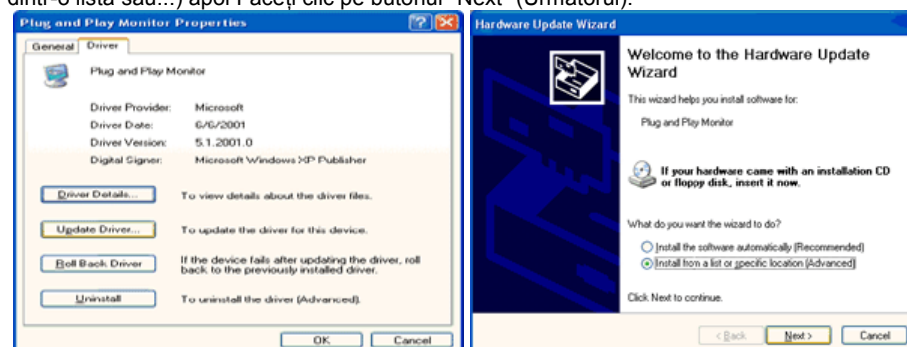 dintr-o listă sau...) apoi Faceţi clic pe butonul "Next" (Următorul).
Plug and Play Monitor Properties
General Driver
Plug and Play Monitor
Driver Provider: Microsoft
Driver Date: 6/6/2001
Driver Version: 5.1.2001.0
Digital Signer: Microsoft Windows XP Publisher
Driver Details... To view details about the driver files.
Update Driver... To update the driver for this device.
Roll Back Driver If the device fails after updating the driver, roll
back to the previously installed driver.
Uninstall To uninstall the driver (Advanced).
OK Cancel
Hardware Update Wizard
Welcome to the Hardware Update
Wizard
This wizard helps you install software for:
Plug and Play Monitor
If your hardware came with an installation CD
or floppy disk, insert it now.
What do you want the wizard to do?
Install the software automatically (Recommended)
Install from a list or specific location (Advanced)
Click Next to continue.
< Back Next > Cancel